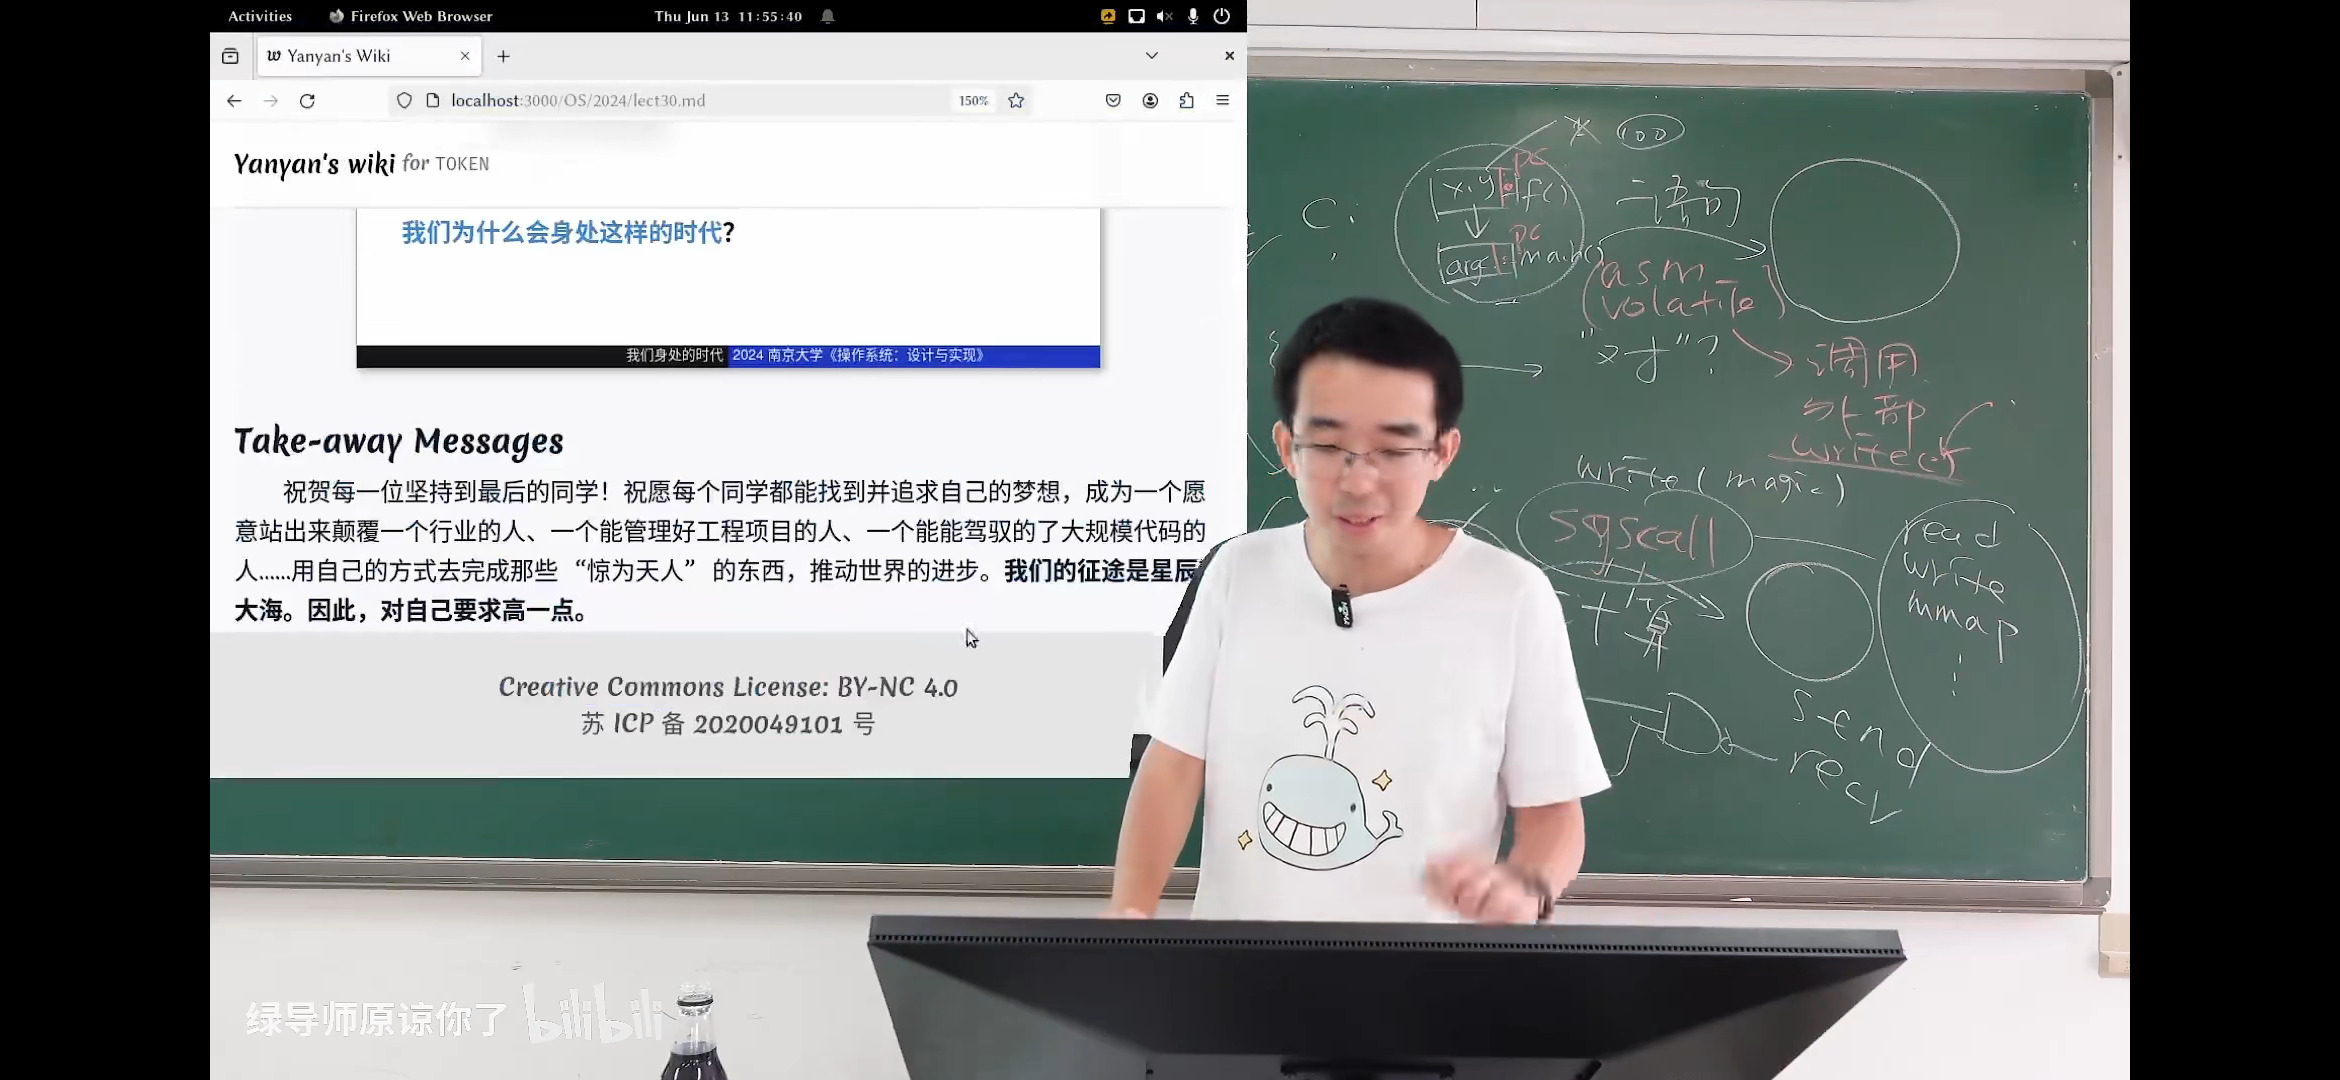 Activities
Firefox Web Browser
Thu Jun 13 11:55:40
Yanyan's Wiki
localhost:3000/OS/2024/lect30.md
150%
Yanyan's wiki for TOKEN
我们为什么会身处这样的时代?
我们身处的时代 2024 南京大学《操作系统：设计与实现》
Take-away Messages
祝贺每一位坚持到最后的同学！祝愿每个同学都能找到并追求自己的梦想，成为一个愿
意站出来颠覆一个行业的人、一个能管理好工程项目的人、一个能能驾驭的了大规模代码的
人……用自己的方式去完成那些 “惊为天人” 的东西，推动世界的进步。我们的征途是星辰
大海。因此，对自己要求高一点。
Creative Commons License: BY-NC 4.0
苏 ICP 备 2020049101 号
C:
100
PC
x, y
f()
PC
main()
一语句
asm
volatile
调用
外部
write
write (magic)
syscall
计算
read
write
mmap
send
recv
绿导师原谅你了
bilibili